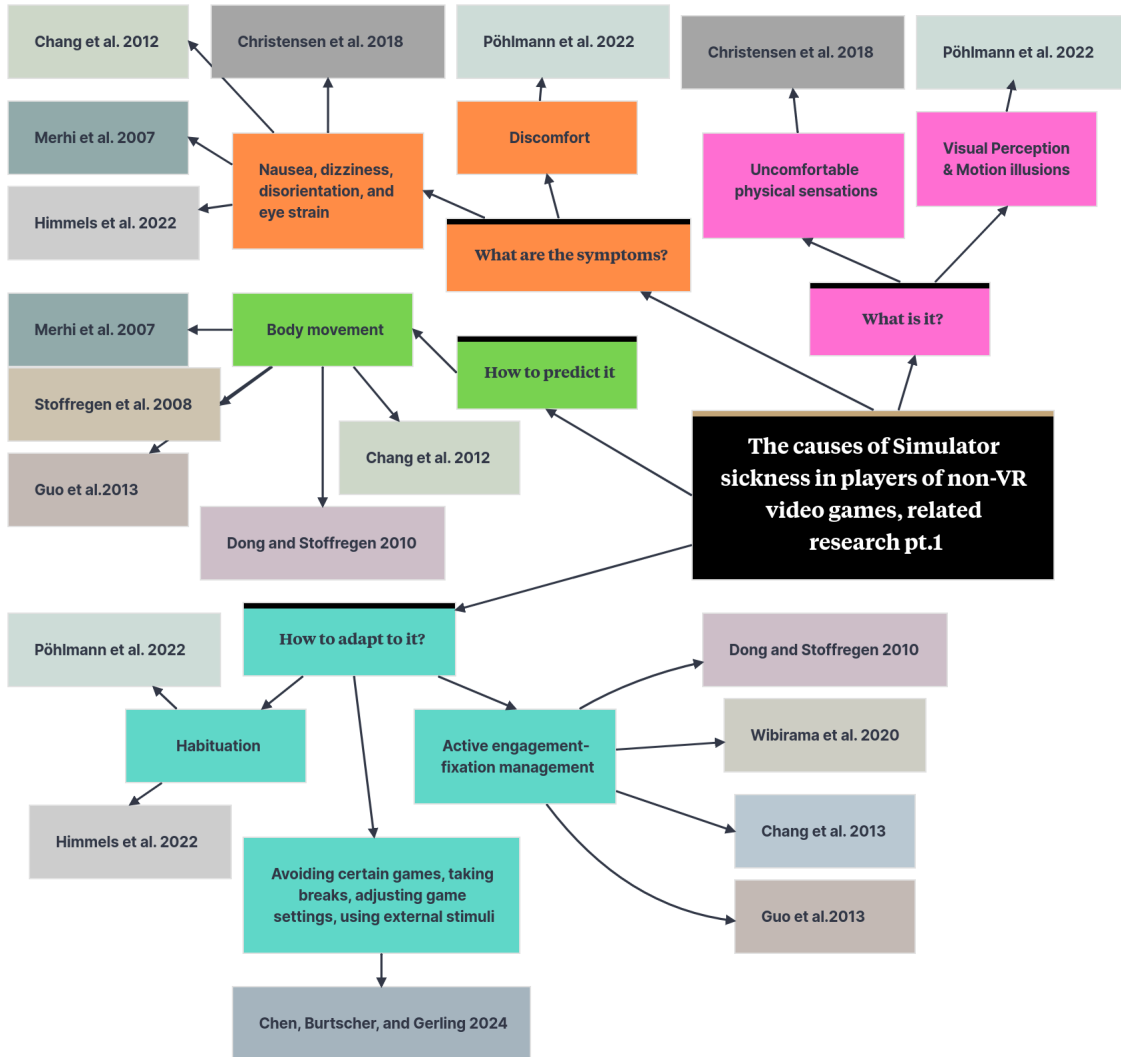 Chang et al. 2012
Christensen et al. 2018
Pöhlmann et al. 2022
Christensen et al. 2018
Pöhlmann et al. 2022
Merhi et al. 2007
Himmels et al. 2022
Nausea, dizziness,
disorientation, and
eye strain
Discomfort
Uncomfortable
physical sensations
Visual Perception
& Motion illusions
What are the symptoms?
What is it?
Merhi et al. 2007
Body movement
How to predict it
Stoffregen et al. 2008
Guo et al.2013
Chang et al. 2012
Dong and Stoffregen 2010
The causes of Simulator
sickness in players of non-VR
video games, related
research pt.1
How to adapt to it?
Pöhlmann et al. 2022
Habituation
Himmels et al. 2022
Active engagement-
fixation management
Dong and Stoffregen 2010
Wibirama et al. 2020
Chang et al. 2013
Guo et al.2013
Avoiding certain games, taking
breaks, adjusting game
settings, using external stimuli
Chen, Burtscher, and Gerling 2024